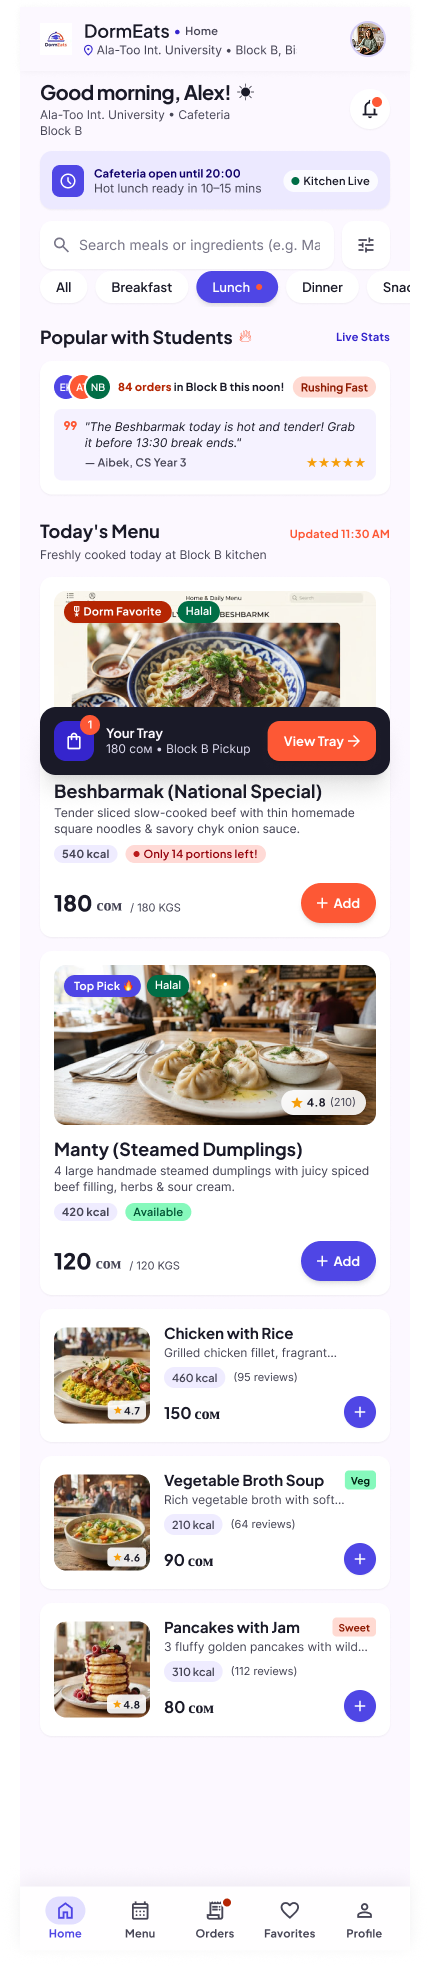 DormEats
DormEats • Home
Ala-Too Int. University • Block B, Bi
Good morning, Alex! ☀
Ala-Too Int. University • Cafeteria
Block B
Cafeteria open until 20:00
Hot lunch ready in 10–15 mins
Kitchen Live
Search meals or ingredients (e.g. Ma
All
Breakfast
Lunch
Dinner
Snac
Popular with Students 🔥
Live Stats
NB
84 orders in Block B this noon!
Rushing Fast
"The Beshbarmak today is hot and tender! Grab
it before 13:30 break ends."
— Aibek, CS Year 3
★★★★★
Today's Menu
Updated 11:30 AM
Freshly cooked today at Block B kitchen
Home & Daily Menu
Search
Dorm Favorite
Halal
BESHBARMK
1
Your Tray
180 сом • Block B Pickup
View Tray →
Beshbarmak (National Special)
Tender sliced slow-cooked beef with thin homemade
square noodles & savory chyk onion sauce.
540 kcal
Only 14 portions left!
180 сом / 180 KGS
+ Add
Top Pick 🔥
Halal
★ 4.8 (210)
Manty (Steamed Dumplings)
4 large handmade steamed dumplings with juicy spiced
beef filling, herbs & sour cream.
420 kcal
Available
120 сом / 120 KGS
+ Add
Chicken with Rice
Grilled chicken fillet, fragrant...
460 kcal
(95 reviews)
★ 4.7
150 сом
+
Vegetable Broth Soup
Veg
Rich vegetable broth with soft...
210 kcal
(64 reviews)
★ 4.6
90 сом
+
Pancakes with Jam
Sweet
3 fluffy golden pancakes with wild...
310 kcal
(112 reviews)
★ 4.8
80 сом
+
Home
Menu
Orders
Favorites
Profile